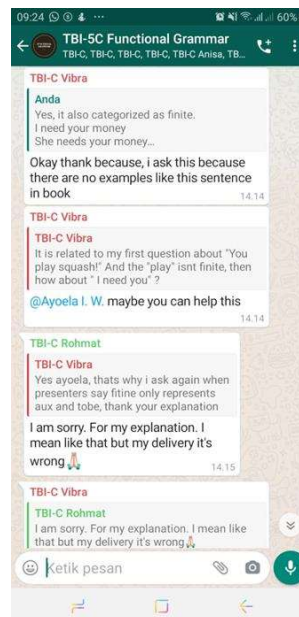 09:24
60%
TBI-5C Functional Grammar
TBI-C, TBI-C, TBI-C, TBI-C Anisa, TB...
TBI-C Vibra
Anda
Yes, it also categorized as finite.
I need your money
She needs your money...
Okay thank because, i ask this because
there are no examples like this sentence
in book
14.14
TBI-C Vibra
TBI-C Vibra
It is related to my first question about "You
play squash!" And the "play" isnt finite, then
how about " I need you" ?
@Ayoela I. W. maybe you can help this
14.14
TBI-C Rohmat
TBI-C Vibra
Yes ayoela, thats why i ask again when
presenters say fitine only represents
aux and tobe, thank your explanation
I am sorry. For my explanation. I
mean like that but my delivery it's
wrong🙏
14.15
TBI-C Vibra
TBI-C Rohmat
I am sorry. For my explanation. I mean like
that but my delivery it's wrong🙏
Ketik pesan